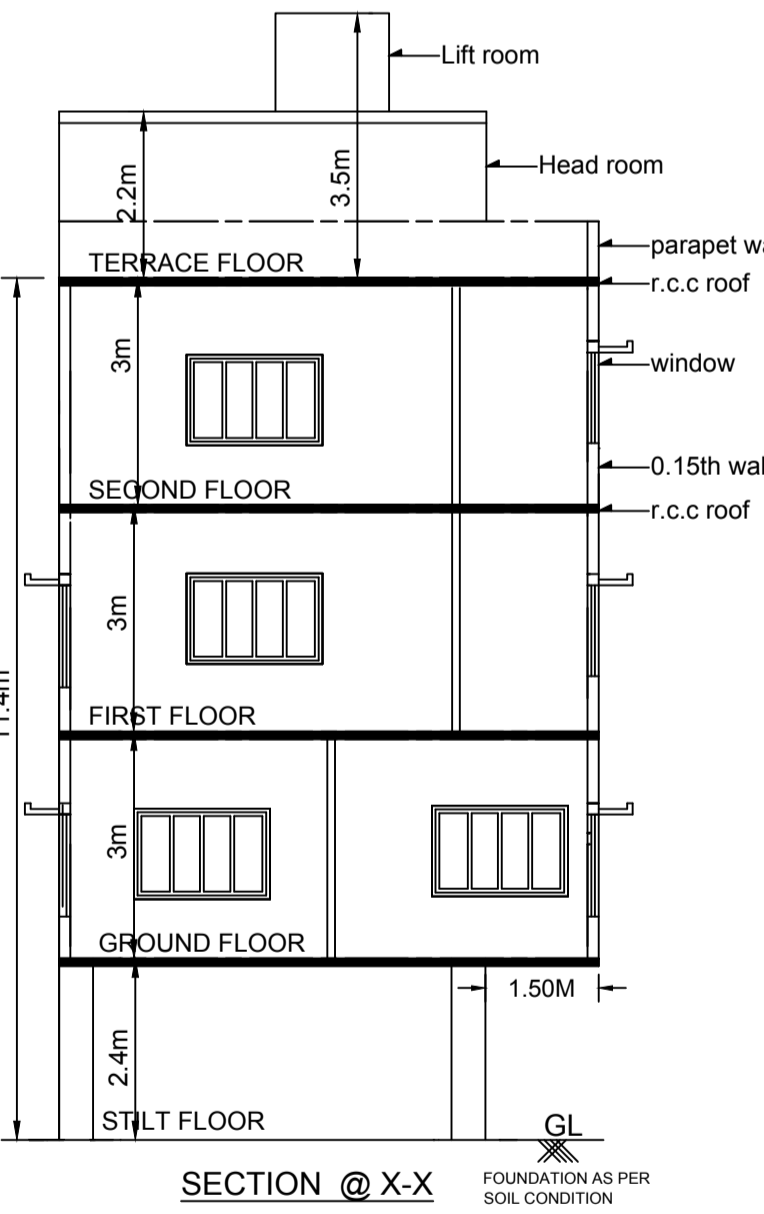 Lift room
2.2m
3.5m
Head room
TERRACE FLOOR
parapet wa
r.c.c roof
3m
window
SECOND FLOOR
0.15th wal
r.c.c roof
3m
11.4m
FIRST FLOOR
3m
GROUND FLOOR
1.50M
2.4m
STILT FLOOR
GL
SECTION @ X-X
FOUNDATION AS PER
SOIL CONDITION